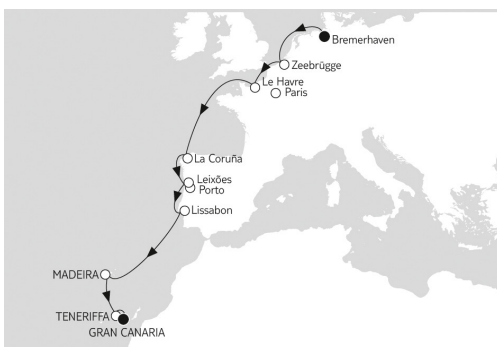 Bremerhaven
Zeebrügge
Le Havre
Paris
La Coruña
Leixões
Porto
Lissabon
MADEIRA
TENERIFFA
GRAN CANARIA